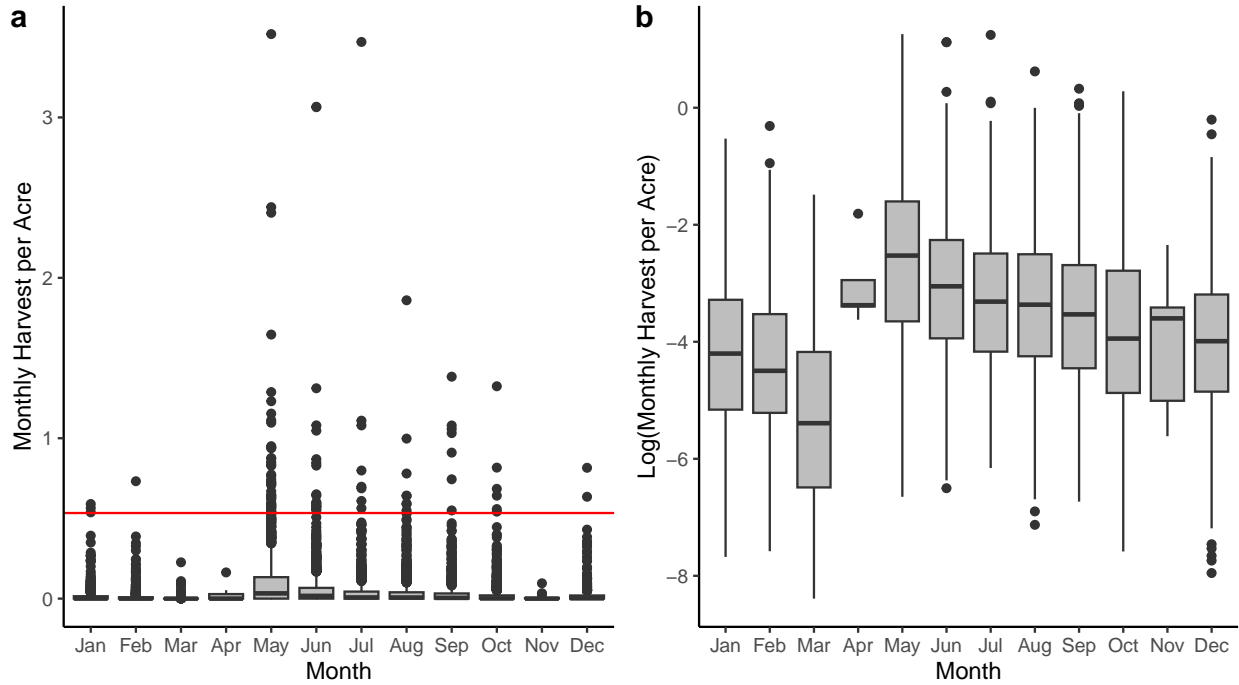 a
Monthly Harvest per Acre
3
2
1
0
Jan Feb Mar Apr May Jun Jul Aug Sep Oct Nov Dec
Month
b
Log(Monthly Harvest per Acre)
0
−2
−4
−6
−8
Jan Feb Mar Apr May Jun Jul Aug Sep Oct Nov Dec
Month